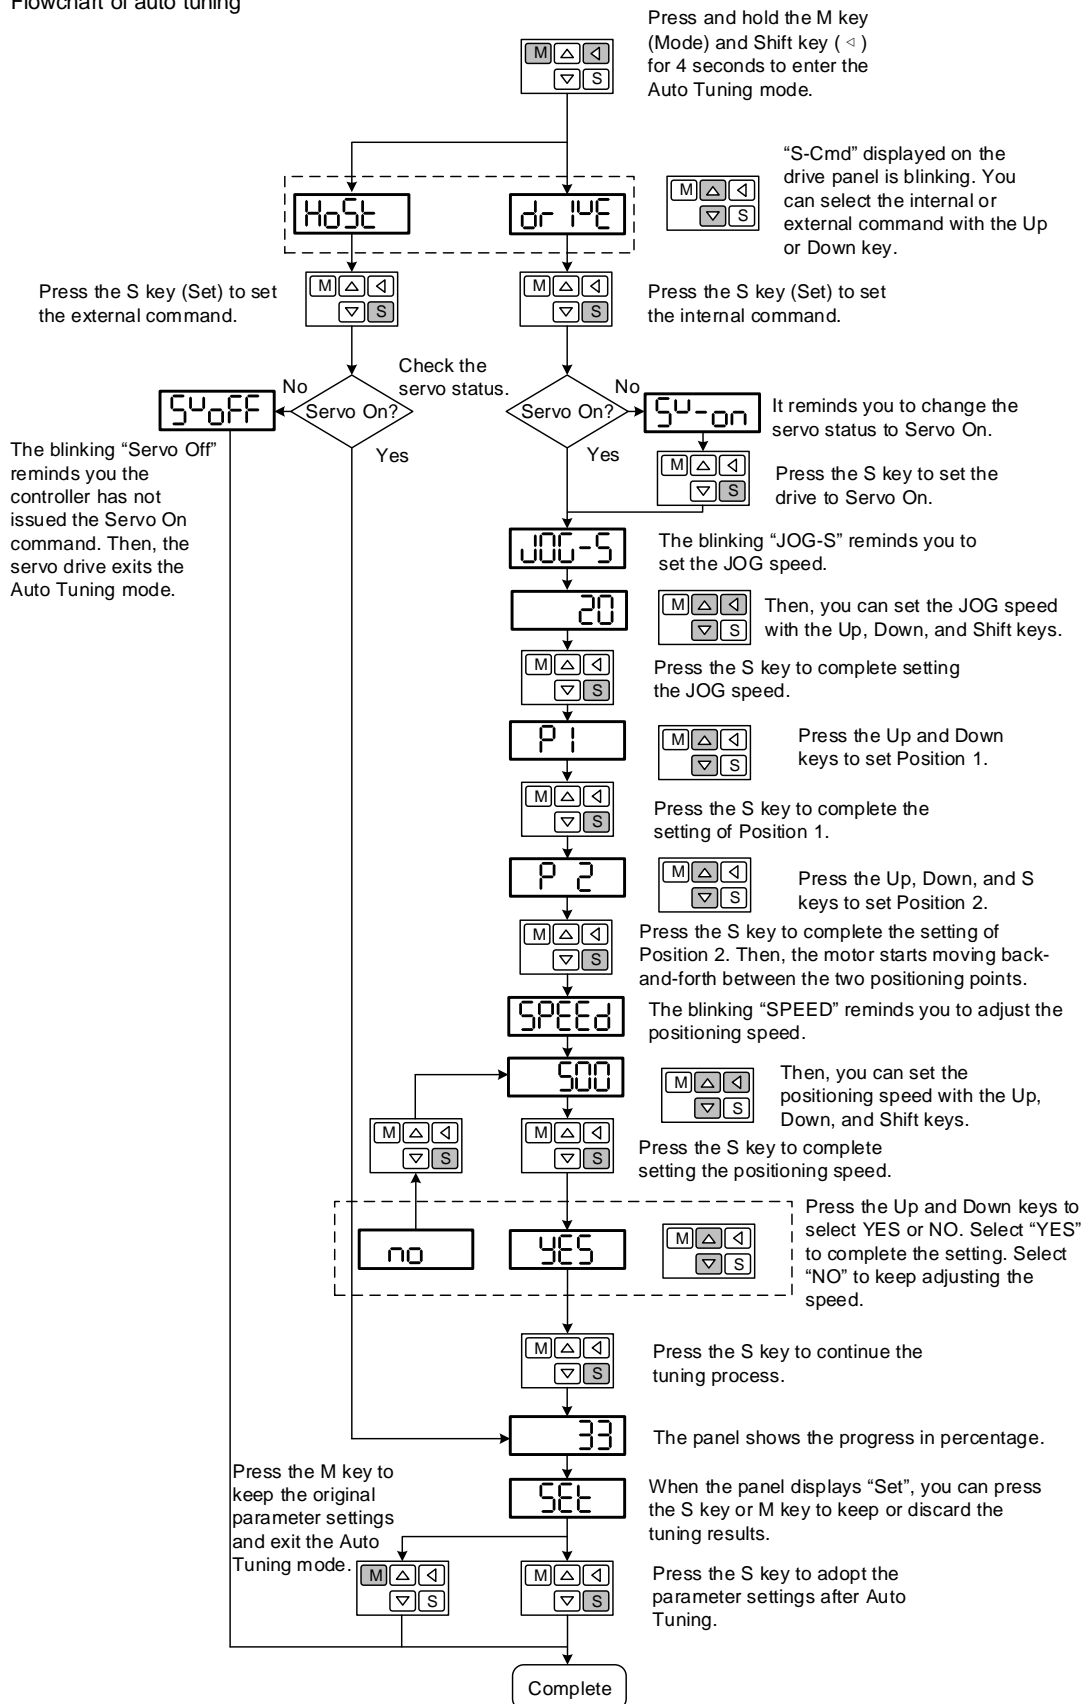 Flowchart of auto tuning
Press and hold the M key
(Mode) and Shift key ( ◁ )
for 4 seconds to enter the
Auto Tuning mode.
M
S
“S-Cmd” displayed on the
drive panel is blinking. You
can select the internal or
external command with the Up
or Down key.
HoSt
drIvE
M
S
Press the S key (Set) to set
the external command.
M
S
M
S
Press the S key (Set) to set
the internal command.
Check the
servo status.
SvoFF
No
Servo On?
Yes
Servo On?
No
Yes
Sv-on
It reminds you to change the
servo status to Servo On.
The blinking “Servo Off”
reminds you the
controller has not
issued the Servo On
command. Then, the
servo drive exits the
Auto Tuning mode.
M
S
Press the S key to set the
drive to Servo On.
JOG-S
The blinking “JOG-S” reminds you to
set the JOG speed.
20
M
S
Then, you can set the JOG speed
with the Up, Down, and Shift keys.
M
S
Press the S key to complete setting
the JOG speed.
P1
M
S
Press the Up and Down
keys to set Position 1.
M
S
Press the S key to complete the
setting of Position 1.
P 2
M
S
Press the Up, Down, and S
keys to set Position 2.
M
S
Press the S key to complete the setting of
Position 2. Then, the motor starts moving back-
and-forth between the two positioning points.
SPEEd
The blinking “SPEED” reminds you to adjust the
positioning speed.
500
M
S
Then, you can set the
positioning speed with the Up,
Down, and Shift keys.
M
S
M
S
Press the S key to complete
setting the positioning speed.
no
YES
M
S
Press the Up and Down keys to
select YES or NO. Select “YES”
to complete the setting. Select
“NO” to keep adjusting the
speed.
M
S
Press the S key to continue the
tuning process.
33
The panel shows the progress in percentage.
SEt
When the panel displays “Set”, you can press
the S key or M key to keep or discard the
tuning results.
Press the M key to
keep the original
parameter settings
and exit the Auto
Tuning mode.
M
S
M
S
Press the S key to adopt the
parameter settings after Auto
Tuning.
Complete